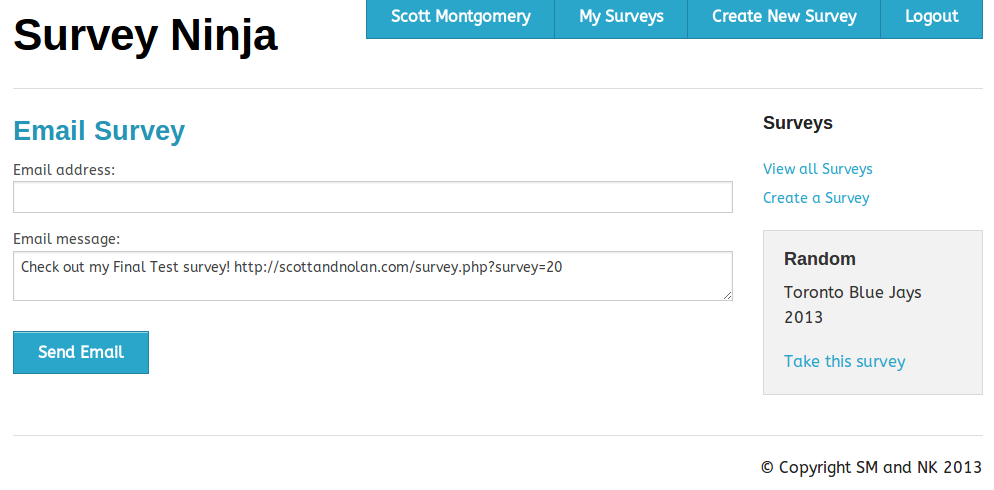 Survey Ninja
Scott Montgomery
My Surveys
Create New Survey
Logout
Email Survey
Email address:
Email message:
Check out my Final Test survey! http://scottandnolan.com/survey.php?survey=20
Send Email
Surveys
View all Surveys
Create a Survey
Random
Toronto Blue Jays
2013
Take this survey
© Copyright SM and NK 2013